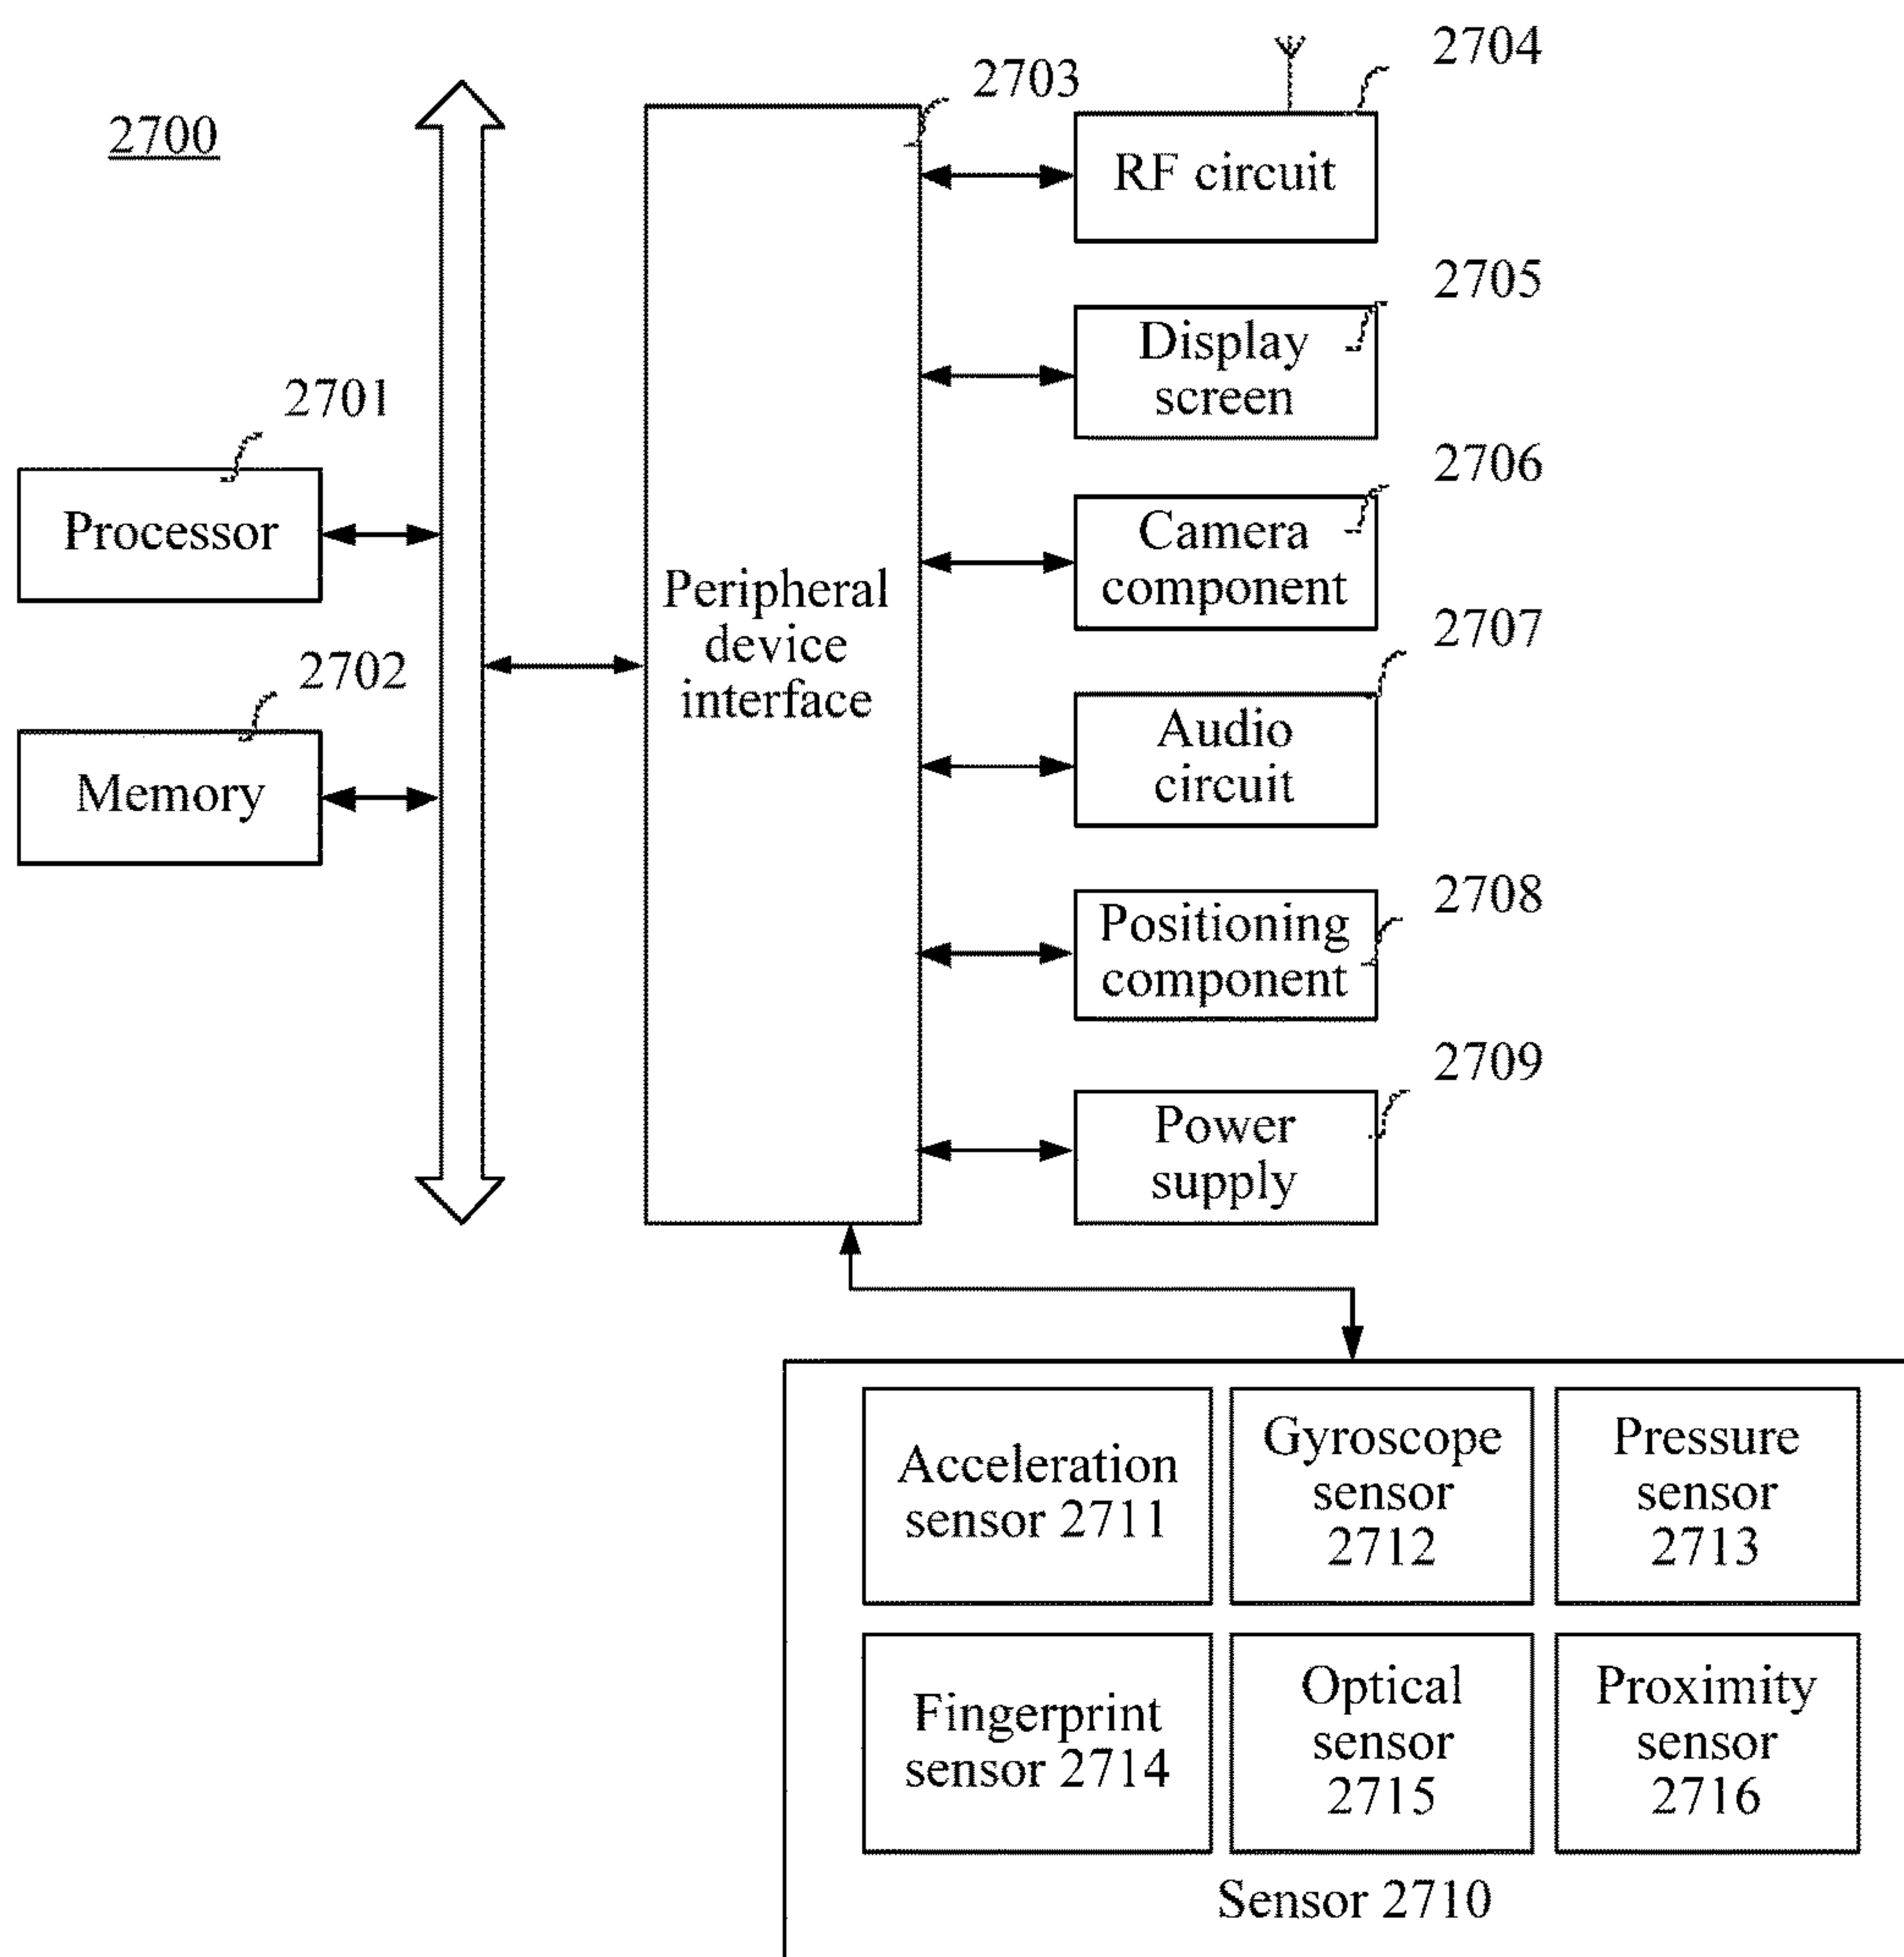 2700
2701
Processor
2702
Memory
2703
Peripheral
device
interface
2704
RF circuit
2705
Display
screen
2706
Camera
component
2707
Audio
circuit
2708
Positioning
component
2709
Power
supply
Acceleration
sensor 2711
Gyroscope
sensor
2712
Pressure
sensor
2713
Fingerprint
sensor 2714
Optical
sensor
2715
Proximity
sensor
2716
Sensor 2710